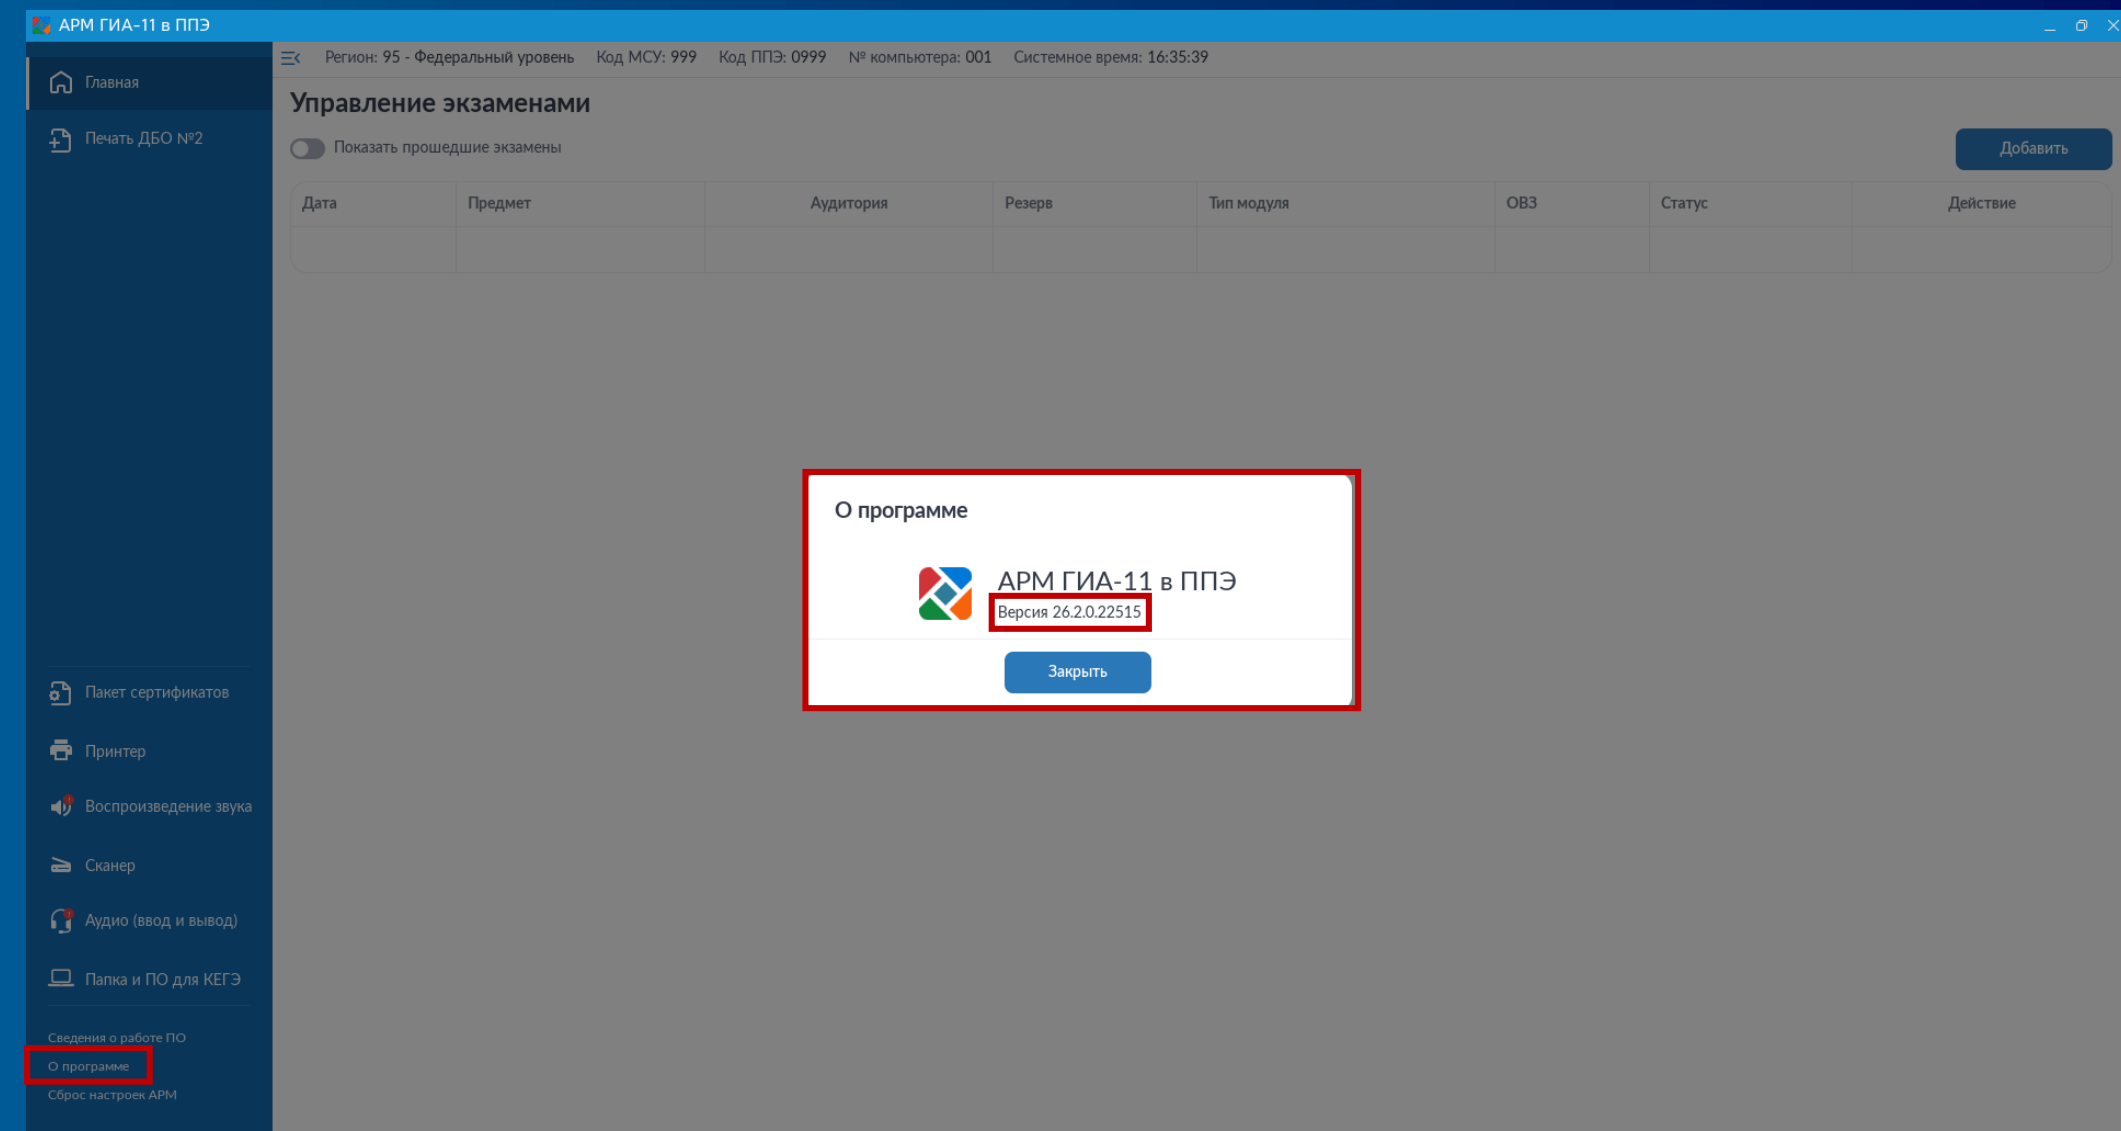 АРМ ГИА-11 в ППЭ
Регион: 95 - Федеральный уровень Код МСУ: 999 Код ППЭ: 0999 № компьютера: 001 Системное время: 16:35:39
Главная
Печать ДБО №2
Управление экзаменами
Показать прошедшие экзамены
Добавить
Дата Предмет Аудитория Резерв Тип модуля ОВЗ Статус Действие
О программе
АРМ ГИА-11 в ППЭ
Версия 26.2.0.22515
Закрыть
Пакет сертификатов
Принтер
Воспроизведение звука
Сканер
Аудио (ввод и вывод)
Папка и ПО для КЕГЭ
Сведения о работе ПО
О программе
Сброс настроек АРМ